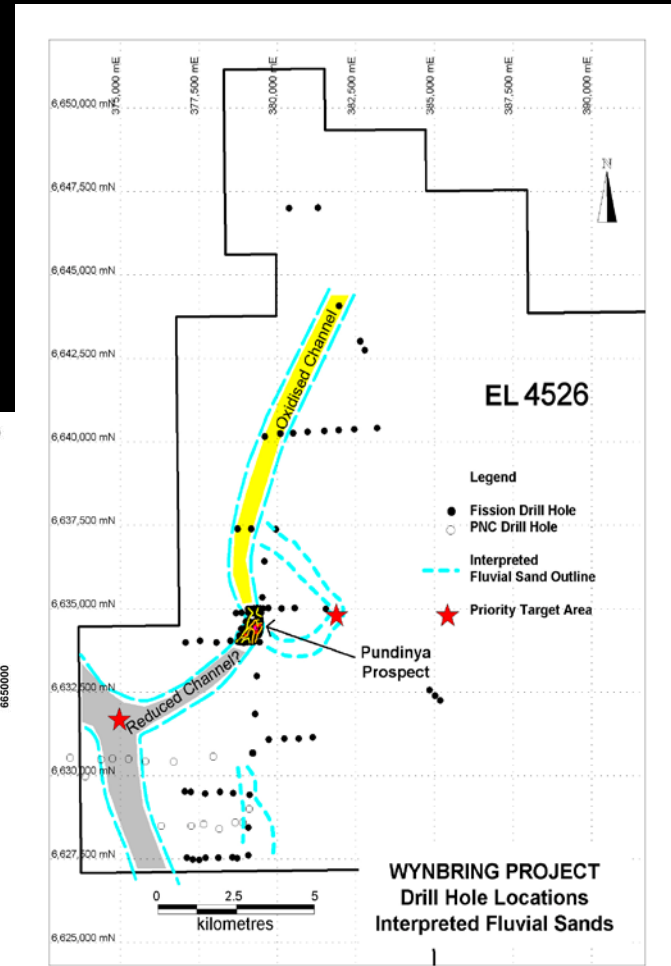 375,000 mE
377,500 mE
380,000 mE
382,500 mE
385,000 mE
387,500 mE
390,000 mE
6,650,000 mN
N
6,647,500 mN
6,645,000 mN
Oxidised Channel
6,642,500 mN
EL 4526
6,640,000 mN
Legend
Fission Drill Hole
PNC Drill Hole
6,637,500 mN
Interpreted
Fluvial Sand Outline
Priority Target Area
6,635,000 mN
Pundinya
Prospect
6,632,500 mN
Reduced Channel?
6650000
6,630,000 mN
6,627,500 mN
WYNBRING PROJECT
Drill Hole Locations
Interpreted Fluvial Sands
0 2.5 5
kilometres
6,625,000 mN